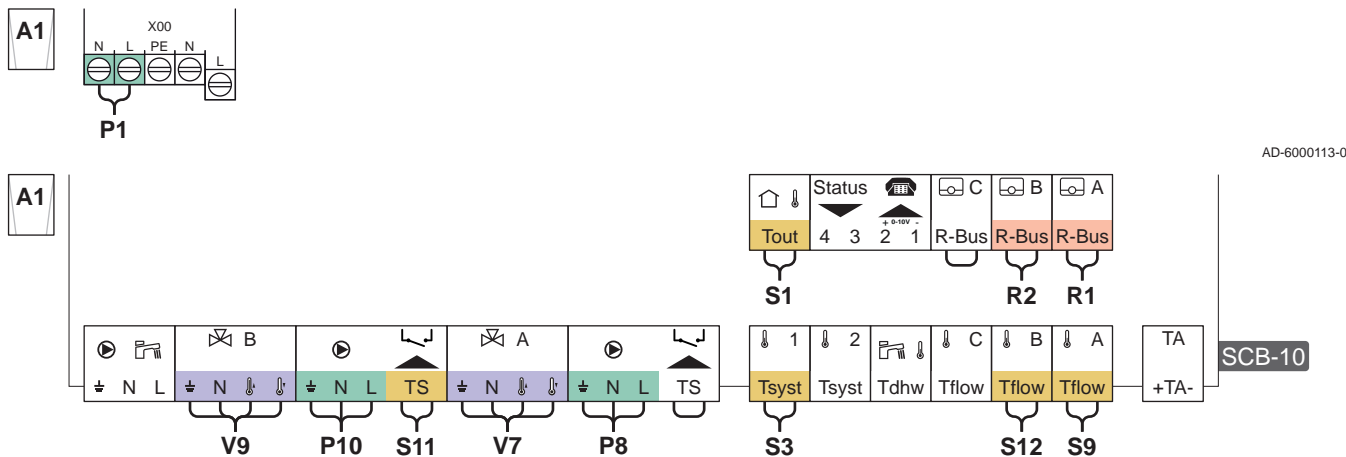 A1
X00
N L PE N L
P1
AD-6000113-0
A1
Status
C B A
+ 0-10V -
Tout 4 3 2 1 R-Bus R-Bus R-Bus
S1 R2 R1
B A 1 2 C B A TA
SCB-10
N L N N L TS N N L TS Tsyst Tsyst Tdhw Tflow Tflow Tflow +TA-
V9 P10 S11 V7 P8 S3 S12 S9